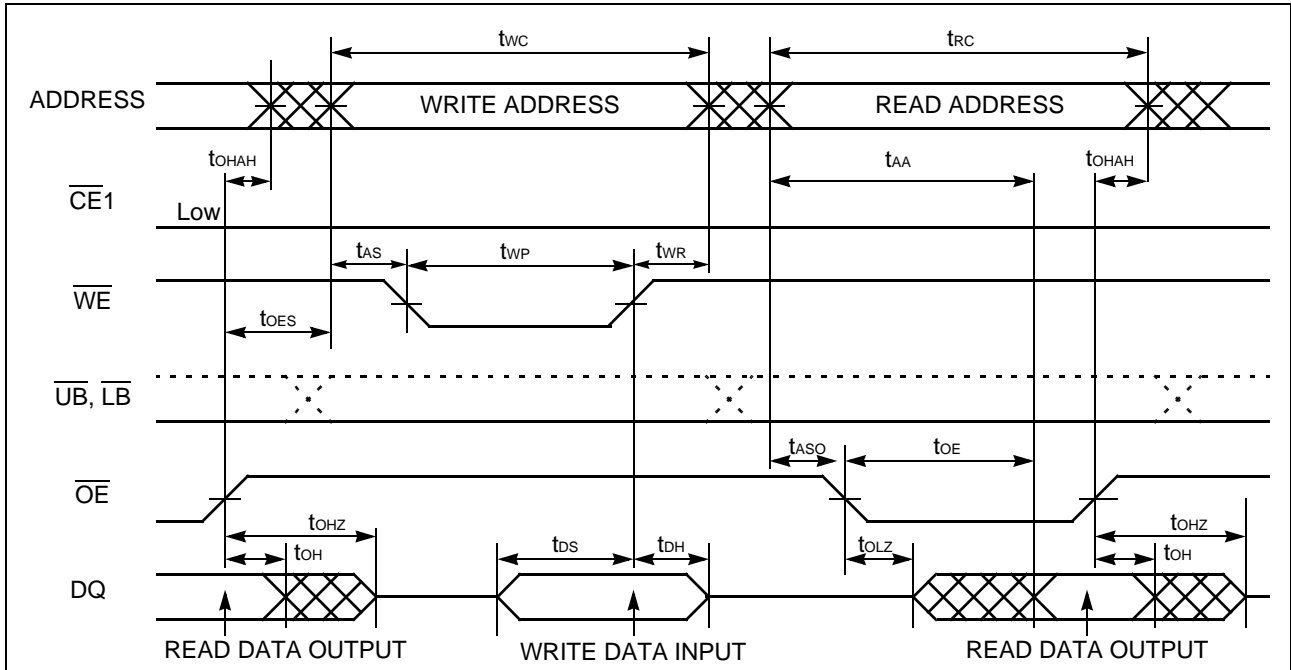 tWC tRC
ADDRESS WRITE ADDRESS READ ADDRESS
tOHAH tAA tOHAH
CE1
Low
tAS tWP tWR
WE
tOES
UB, LB
tASO tOE
OE
tOHZ tOHZ
tOH tDS tDH tOLZ tOH
DQ
READ DATA OUTPUT WRITE DATA INPUT READ DATA OUTPUT